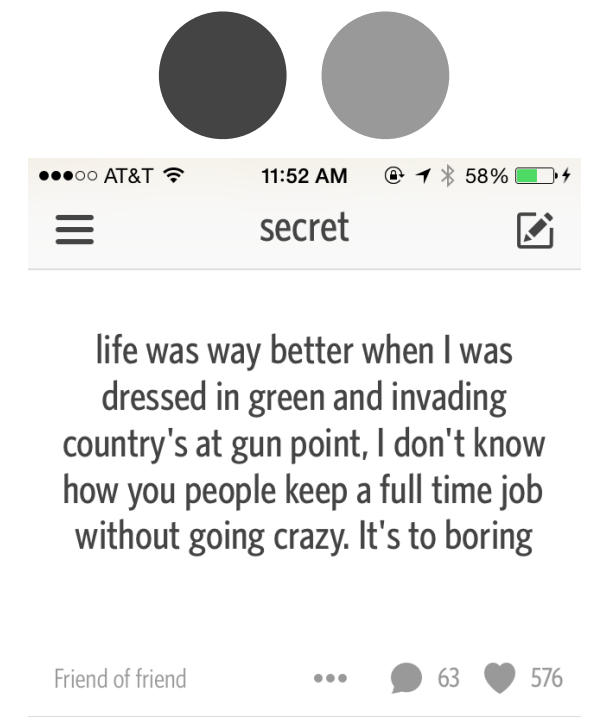 AT&T 11:52 AM 58%
secret
life was way better when I was
dressed in green and invading
country's at gun point, I don't know
how you people keep a full time job
without going crazy. It's to boring
Friend of friend 63 576